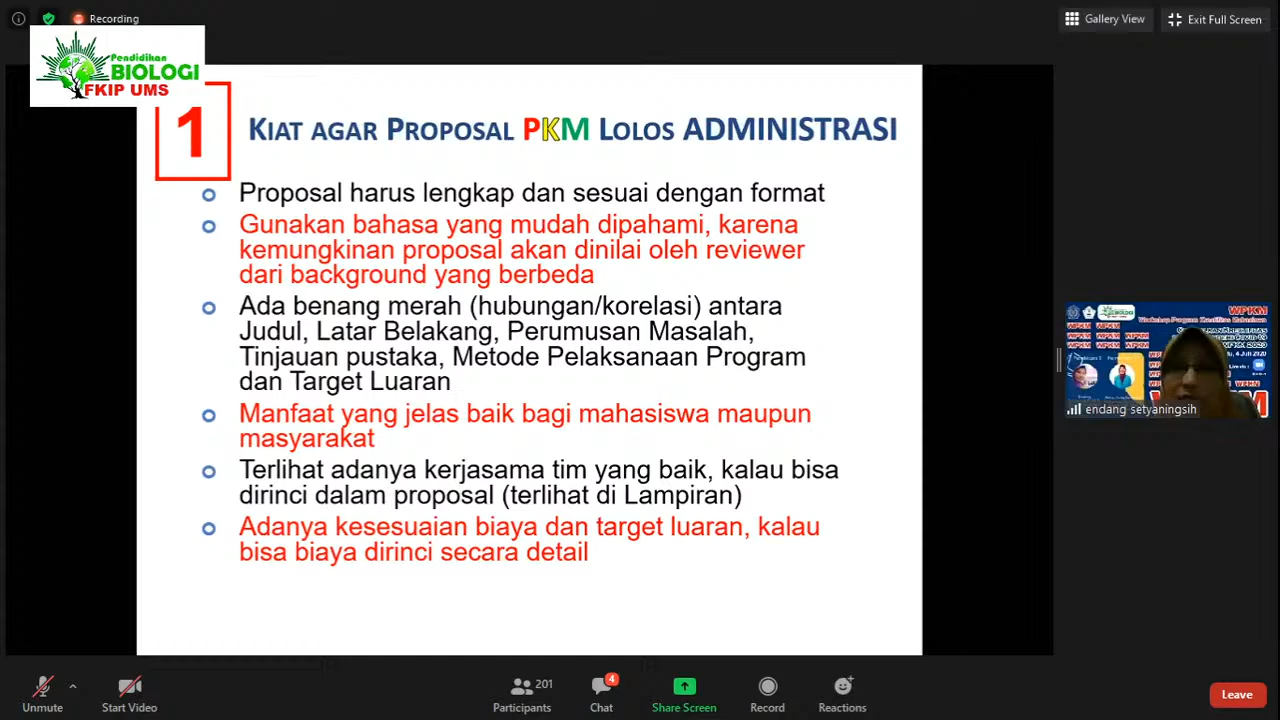 Recording
Gallery View
Exit Full Screen
Pendidikan
BIOLOGI
FKIP UMS
1
KIAT AGAR PROPOSAL PKM LOLOS ADMINISTRASI
Proposal harus lengkap dan sesuai dengan format
Gunakan bahasa yang mudah dipahami, karena
kemungkinan proposal akan dinilai oleh reviewer
dari background yang berbeda
Ada benang merah (hubungan/korelasi) antara
Judul, Latar Belakang, Perumusan Masalah,
Tinjauan pustaka, Metode Pelaksanaan Program
dan Target Luaran
Manfaat yang jelas baik bagi mahasiswa maupun
masyarakat
Terlihat adanya kerjasama tim yang baik, kalau bisa
dirinci dalam proposal (terlihat di Lampiran)
Adanya kesesuaian biaya dan target luaran, kalau
bisa biaya dirinci secara detail
WPKM
endang setyaningsih
Unmute
Start Video
201
Participants
4
Chat
Share Screen
Record
Reactions
Leave